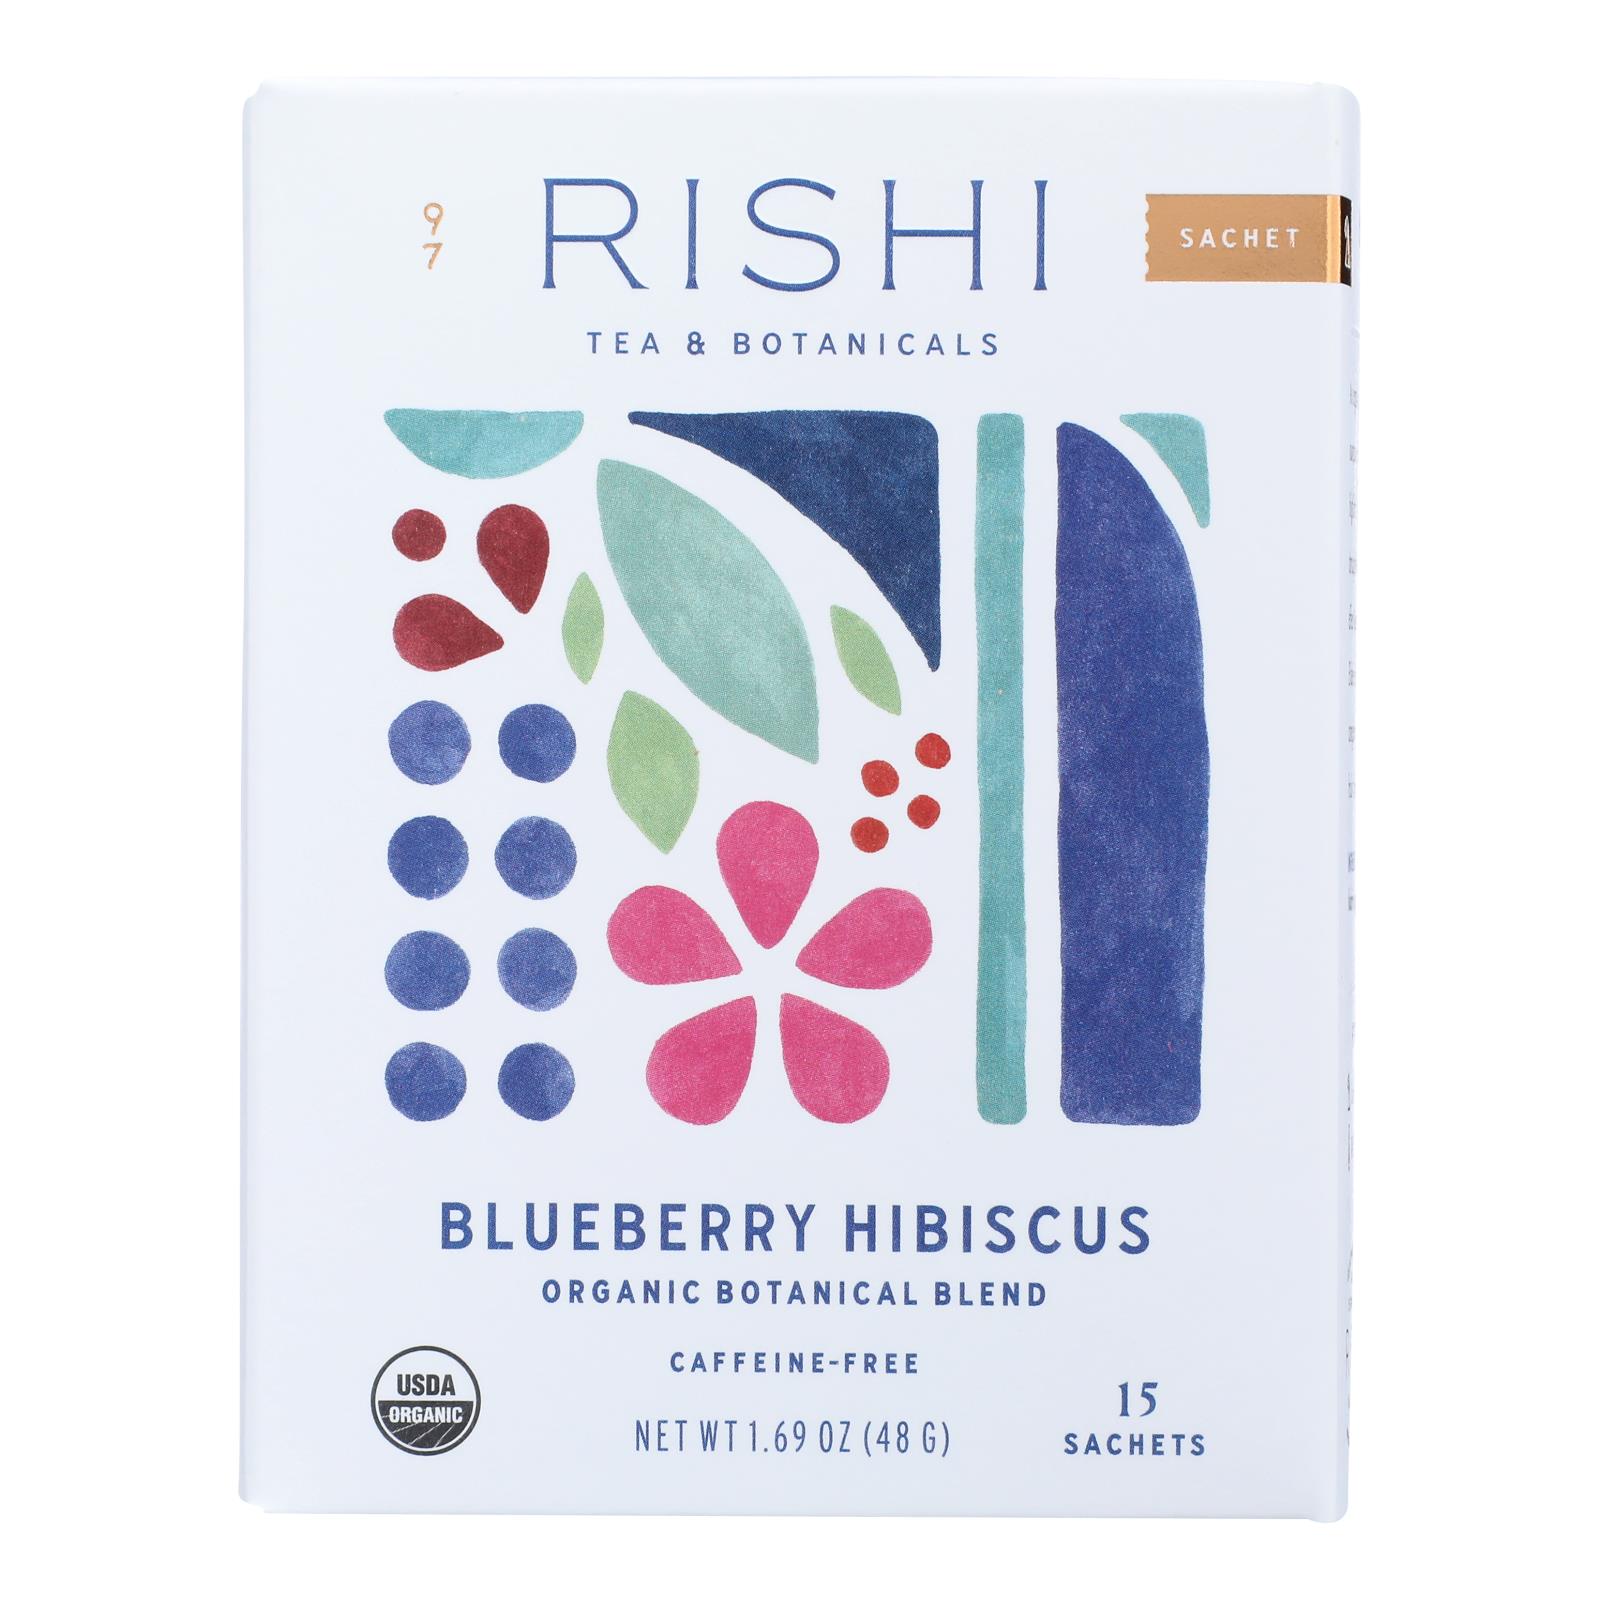 97
RISHI
SACHET
TEA & BOTANICALS
BLUEBERRY HIBISCUS
ORGANIC BOTANICAL BLEND
CAFFEINE-FREE
USDA
ORGANIC
NET WT 1.69 OZ (48 G)
15
SACHETS